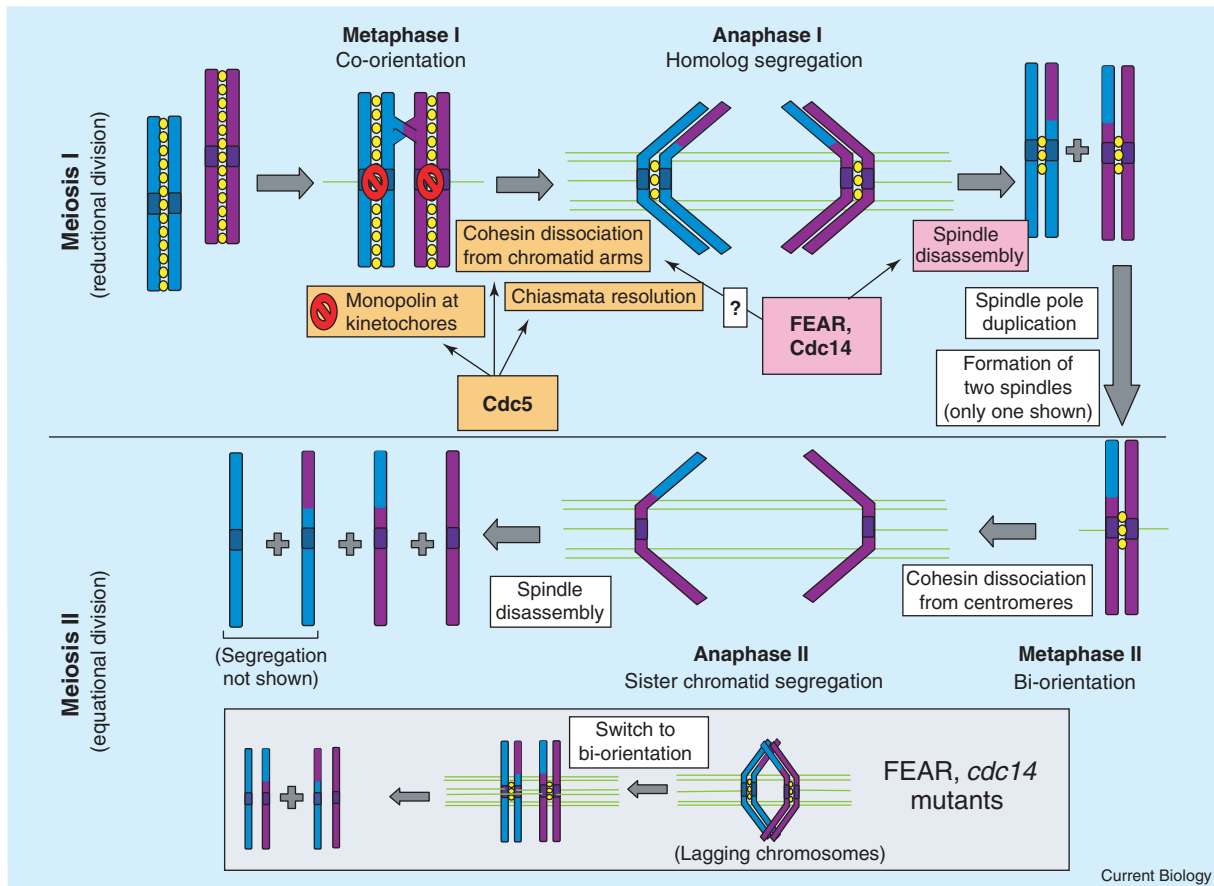 Metaphase I
Co-orientation
Anaphase I
Homolog segregation
Meiosis I
(reductional division)
Cohesin dissociation
from chromatid arms
Spindle
disassembly
Monopolin at
kinetochores
Chiasmata resolution
?
FEAR,
Cdc14
Spindle pole
duplication
Formation of
two spindles
(only one shown)
Cdc5
Meiosis II
(equational division)
Spindle
disassembly
Cohesin dissociation
from centromeres
(Segregation
not shown)
Anaphase II
Sister chromatid segregation
Metaphase II
Bi-orientation
Switch to
bi-orientation
FEAR, cdc14
mutants
(Lagging chromosomes)
Current Biology